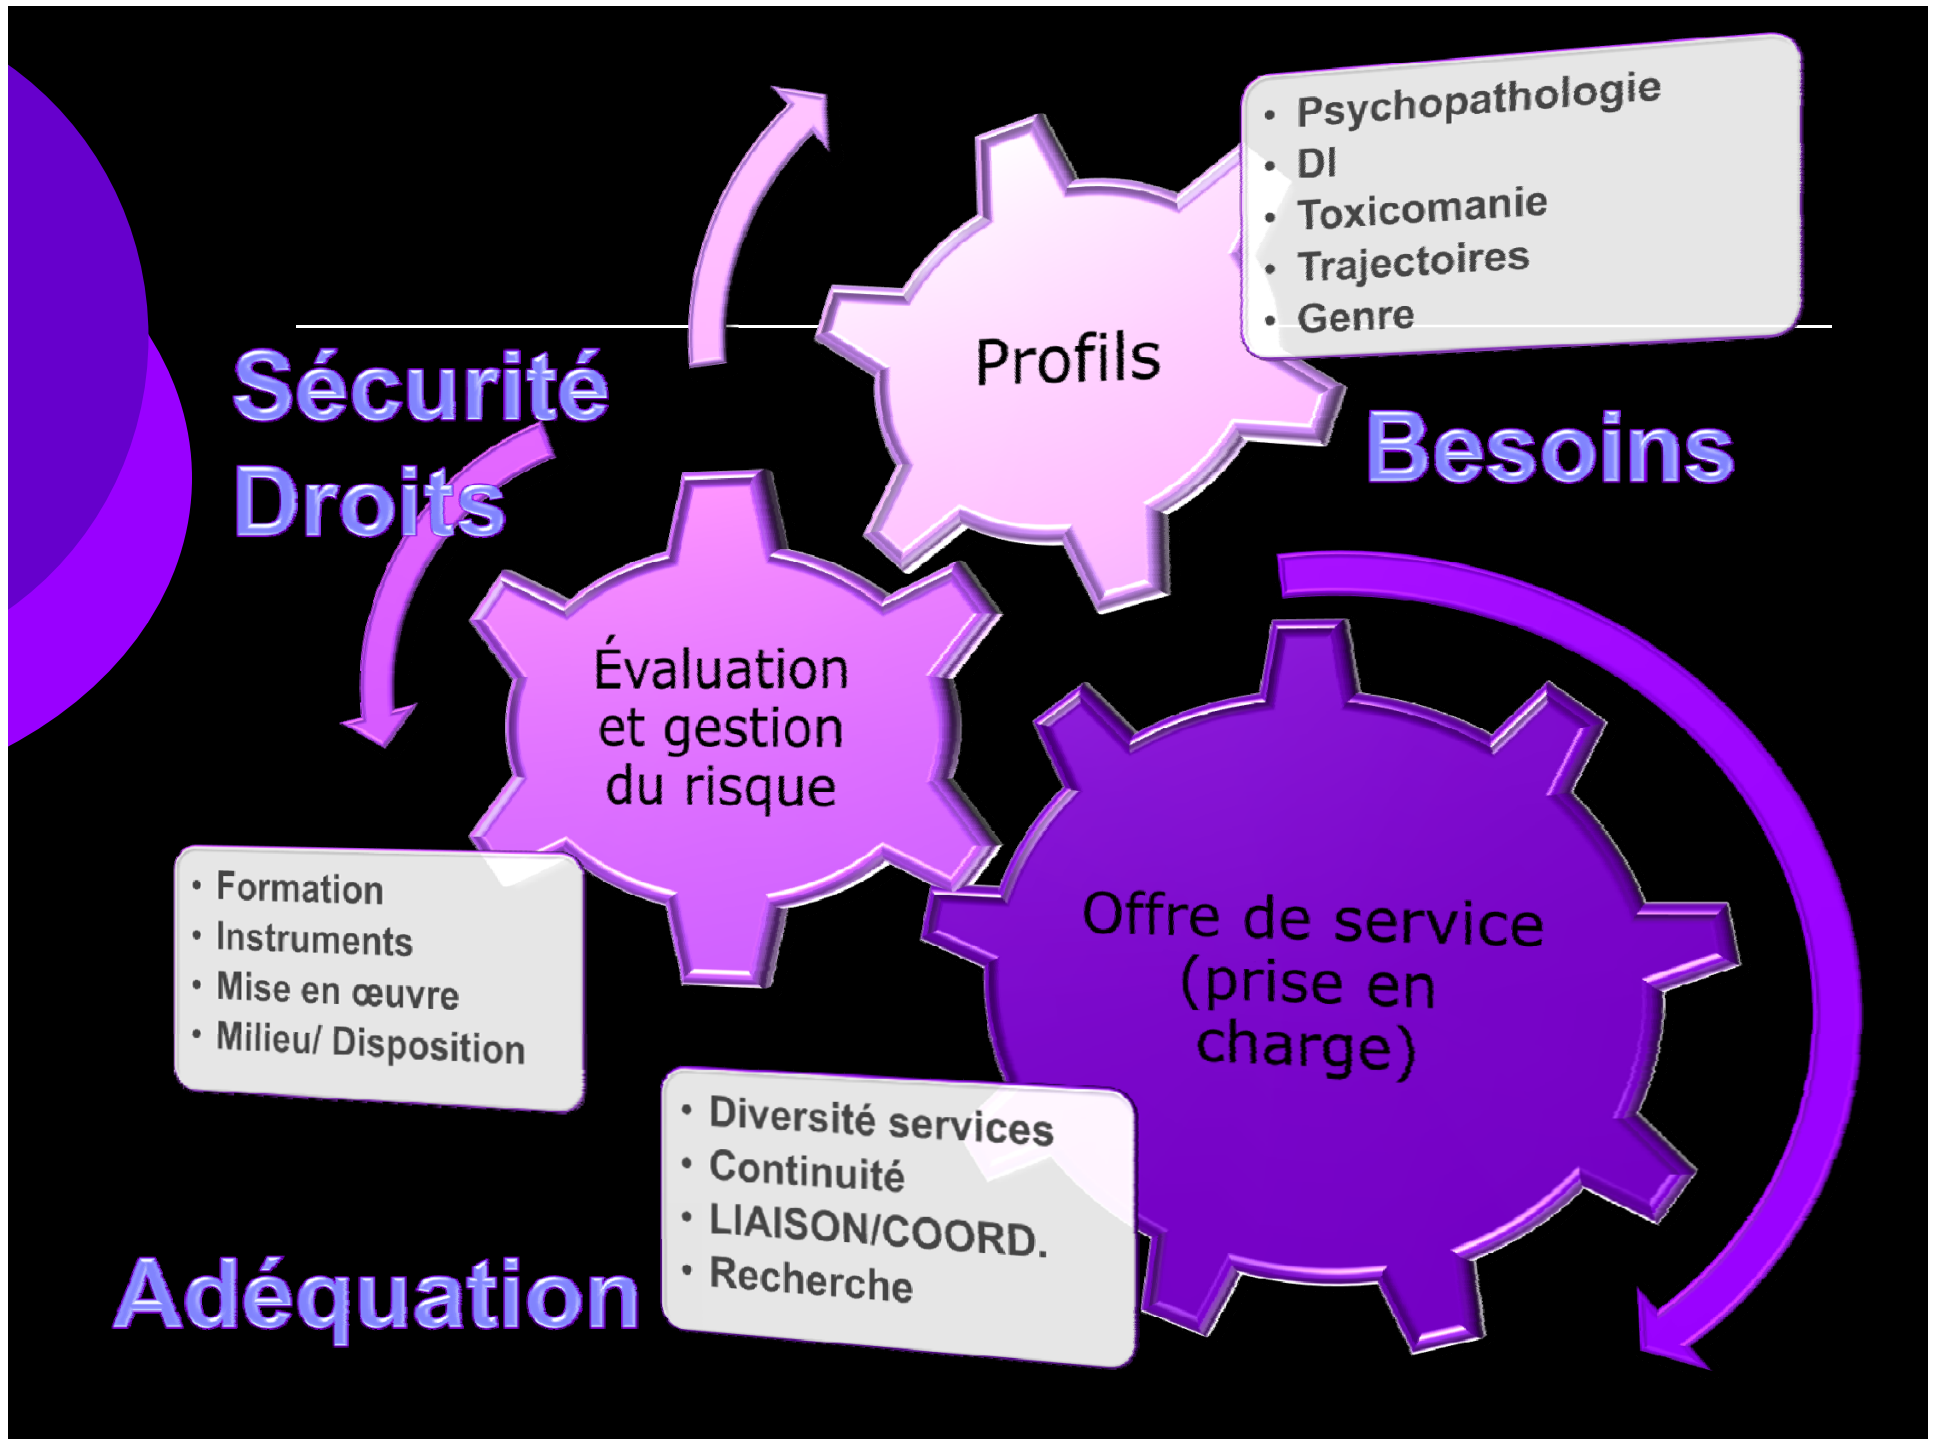 • Psychopathologie
• DI
• Toxicomanie
• Trajectoires
• Genre
Profils
Besoins
Sécurité
Droits
Évaluation
et gestion
du risque
• Formation
• Instruments
• Mise en œuvre
• Milieu/ Disposition
Offre de service
(prise en
charge)
• Diversité services
• Continuité
• LIAISON/COORD.
• Recherche
Adéquation